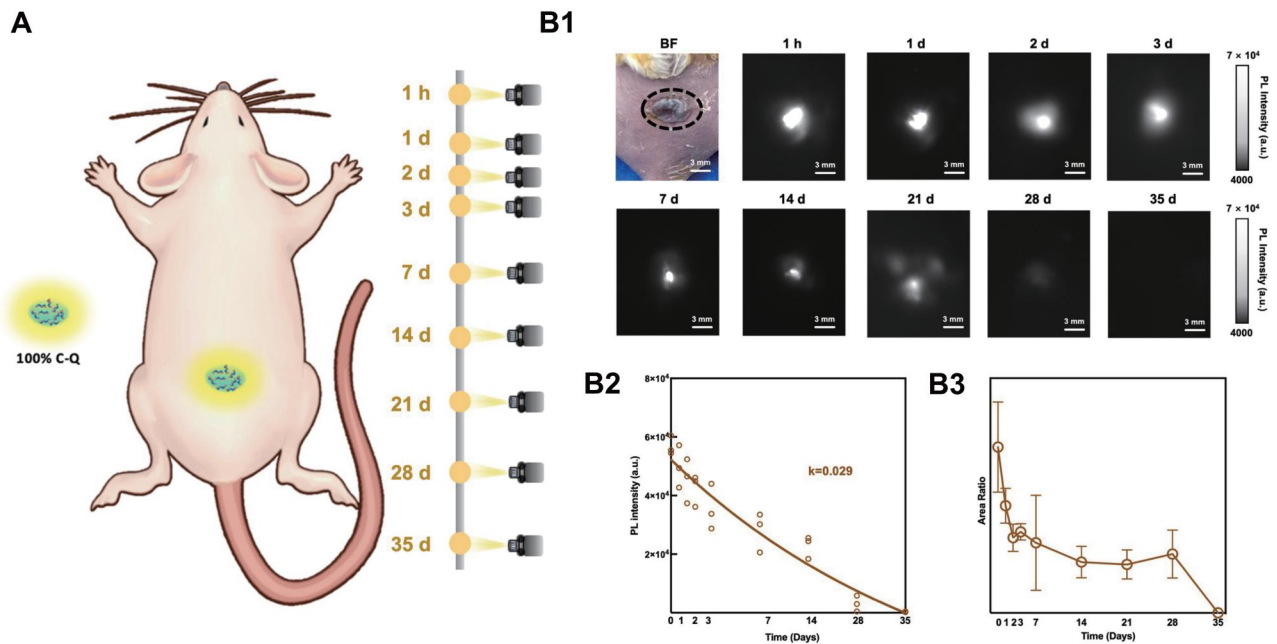 A
1 h
1 d
2 d
3 d
7 d
14 d
21 d
28 d
35 d
100% C-Q
B1
BF
1 h
1 d
2 d
3 d
3 mm
3 mm
3 mm
3 mm
3 mm
7 × 10⁴
PL Intensity (a.u.)
4000
7 d
14 d
21 d
28 d
35 d
3 mm
3 mm
3 mm
3 mm
3 mm
7 × 10⁴
PL Intensity (a.u.)
4000
B2
8×10⁴
6×10⁴
4×10⁴
2×10⁴
PL intensity (a.u.)
k=0.029
0 1 2 3 7 14 28 35
Time (Days)
B3
Area Ratio
0 1 2 3 7 14 21 28 35
Time (Days)